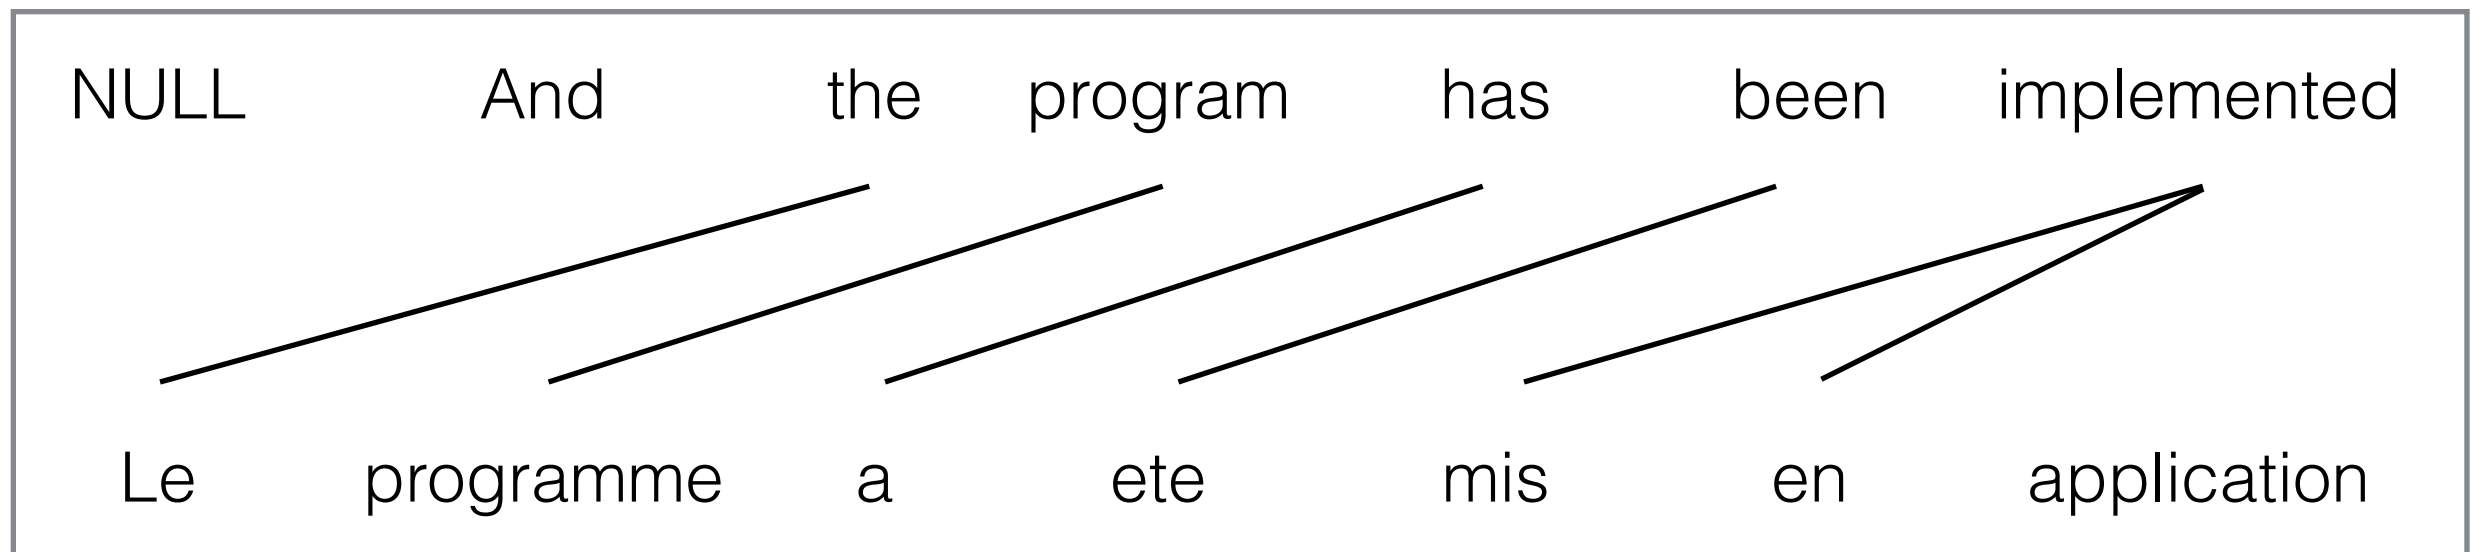 NULL And the program has been implemented
Le programme a ete mis en application